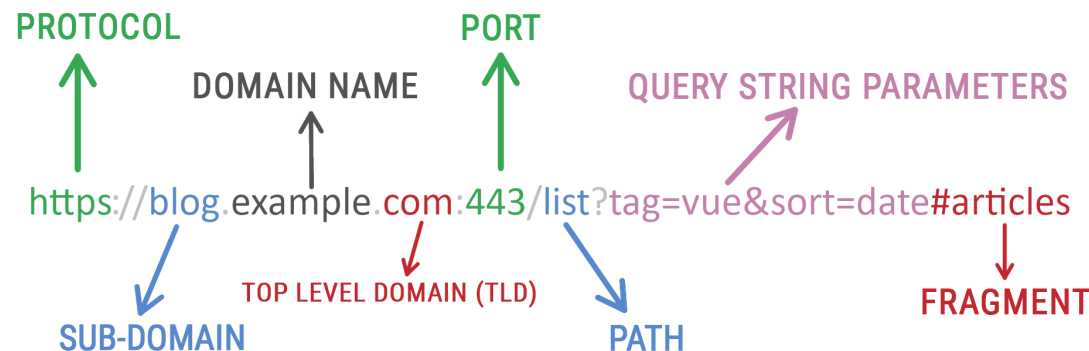 PROTOCOL
PORT
DOMAIN NAME
QUERY STRING PARAMETERS
https://blog.example.com:443/list?tag=vue&sort=date#articles
TOP LEVEL DOMAIN (TLD)
FRAGMENT
SUB-DOMAIN
PATH